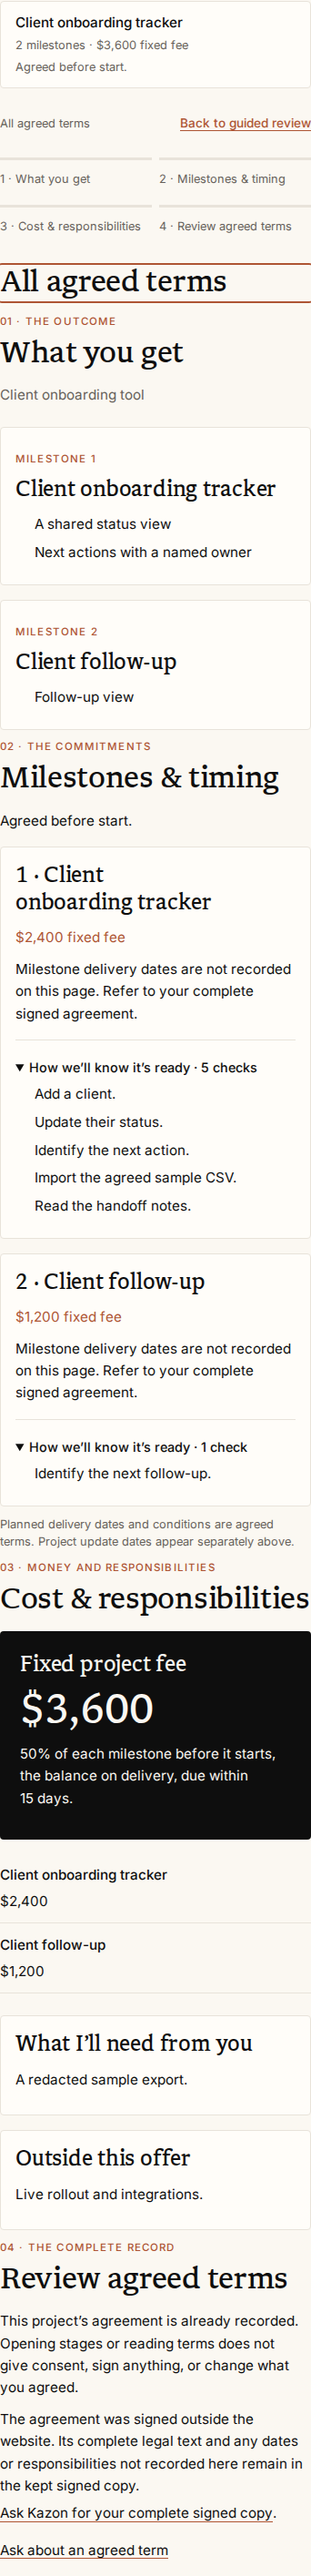 Client onboarding tracker
2 milestones · $3,600 fixed fee
Agreed before start.
All agreed terms
Back to guided review
1 · What you get
2 · Milestones & timing
3 · Cost & responsibilities
4 · Review agreed terms
All agreed terms
01 · THE OUTCOME
What you get
Client onboarding tool
MILESTONE 1
Client onboarding tracker
A shared status view
Next actions with a named owner
MILESTONE 2
Client follow-up
Follow-up view
02 · THE COMMITMENTS
Milestones & timing
Agreed before start.
1 · Client
onboarding tracker
$2,400 fixed fee
Milestone delivery dates are not recorded
on this page. Refer to your complete
signed agreement.
▼ How we’ll know it’s ready · 5 checks
Add a client.
Update their status.
Identify the next action.
Import the agreed sample CSV.
Read the handoff notes.
2 · Client follow-up
$1,200 fixed fee
Milestone delivery dates are not recorded
on this page. Refer to your complete
signed agreement.
▼ How we’ll know it’s ready · 1 check
Identify the next follow-up.
Planned delivery dates and conditions are agreed
terms. Project update dates appear separately above.
03 · MONEY AND RESPONSIBILITIES
Cost & responsibilities
Fixed project fee
$3,600
50% of each milestone before it starts,
the balance on delivery, due within
15 days.
Client onboarding tracker
$2,400
Client follow-up
$1,200
What I’ll need from you
A redacted sample export.
Outside this offer
Live rollout and integrations.
04 · THE COMPLETE RECORD
Review agreed terms
This project’s agreement is already recorded.
Opening stages or reading terms does not
give consent, sign anything, or change what
you agreed.
The agreement was signed outside the
website. Its complete legal text and any dates
or responsibilities not recorded here remain in
the kept signed copy.
Ask Kazon for your complete signed copy.
Ask about an agreed term